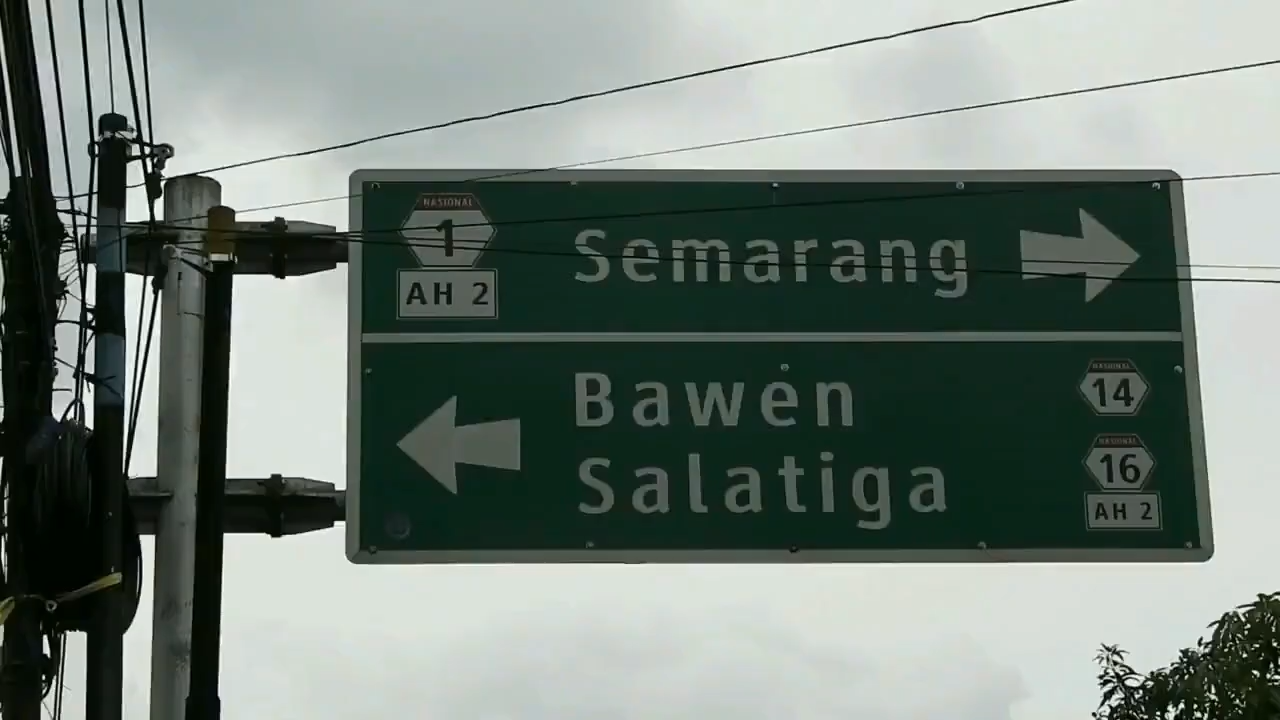 NASIONAL
1
AH 2
Semarang
Bawen
Salatiga
NASIONAL
14
NASIONAL
16
AH 2